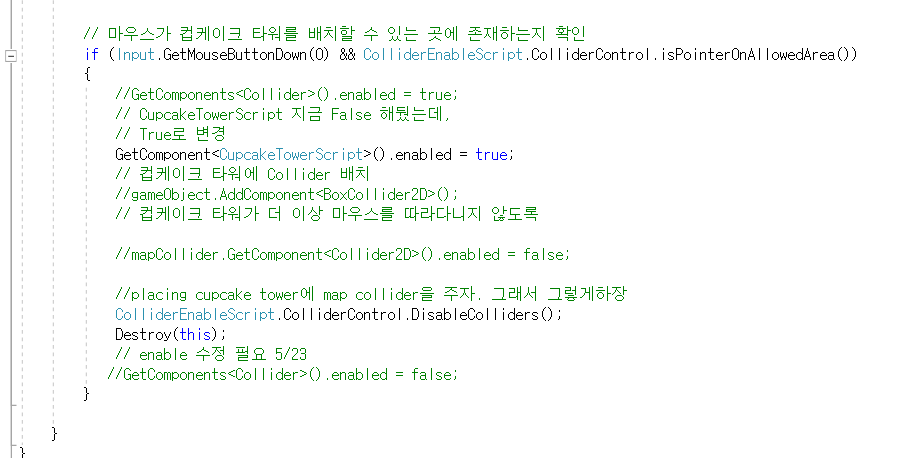 // 마우스가 컵케이크 타워를 배치할 수 있는 곳에 존재하는지 확인
if (Input.GetMouseButtonDown(0) && ColliderEnableScript.ColliderControl.isPointerOnAllowedArea())
{
//GetComponents<Collider>().enabled = true;
// CupcakeTowerScript 지금 False 해뒀는데,
// True로 변경
GetComponent<CupcakeTowerScript>().enabled = true;
// 컵케이크 타워에 Collider 배치
//gameObject.AddComponent<BoxCollider2D>();
// 컵케이크 타워가 더 이상 마우스를 따라다니지 않도록
//mapCollider.GetComponent<Collider2D>().enabled = false;
//placing cupcake tower에 map collider을 주자. 그래서 그렇게하장
ColliderEnableScript.ColliderControl.DisableColliders();
Destroy(this);
// enable 수정 필요 5/23
//GetComponents<Collider>().enabled = false;
}
}
}